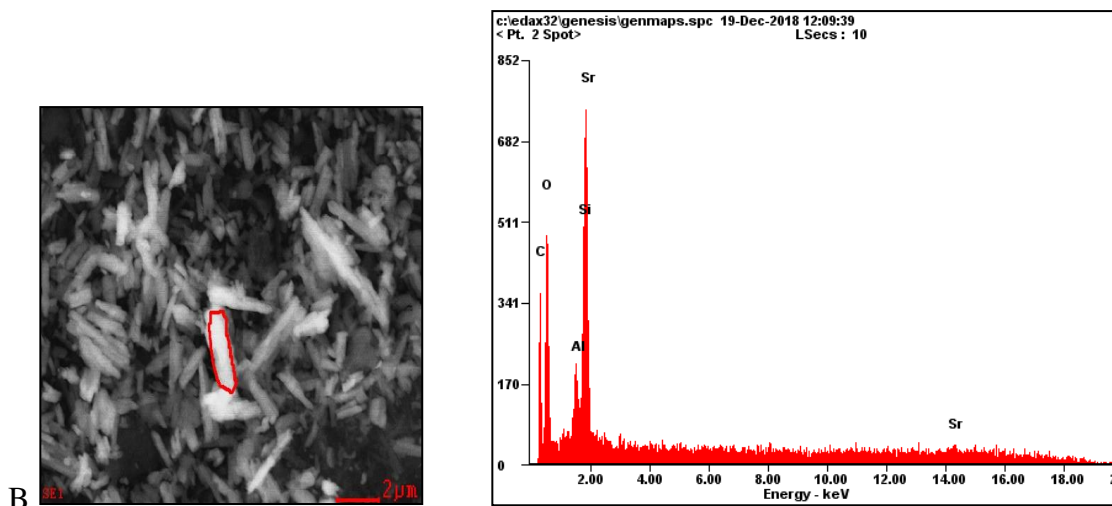 c:\edax32\genesis\genmaps.spc 19-Dec-2018 12:09:39
< Pt. 2 Spot> LSecs : 10
852
682
511
341
170
0
Sr
O
Si
C
Al
Sr
2.00 4.00 6.00 8.00 10.00 12.00 14.00 16.00 18.00 2
Energy - keV
B
SE1
2µm